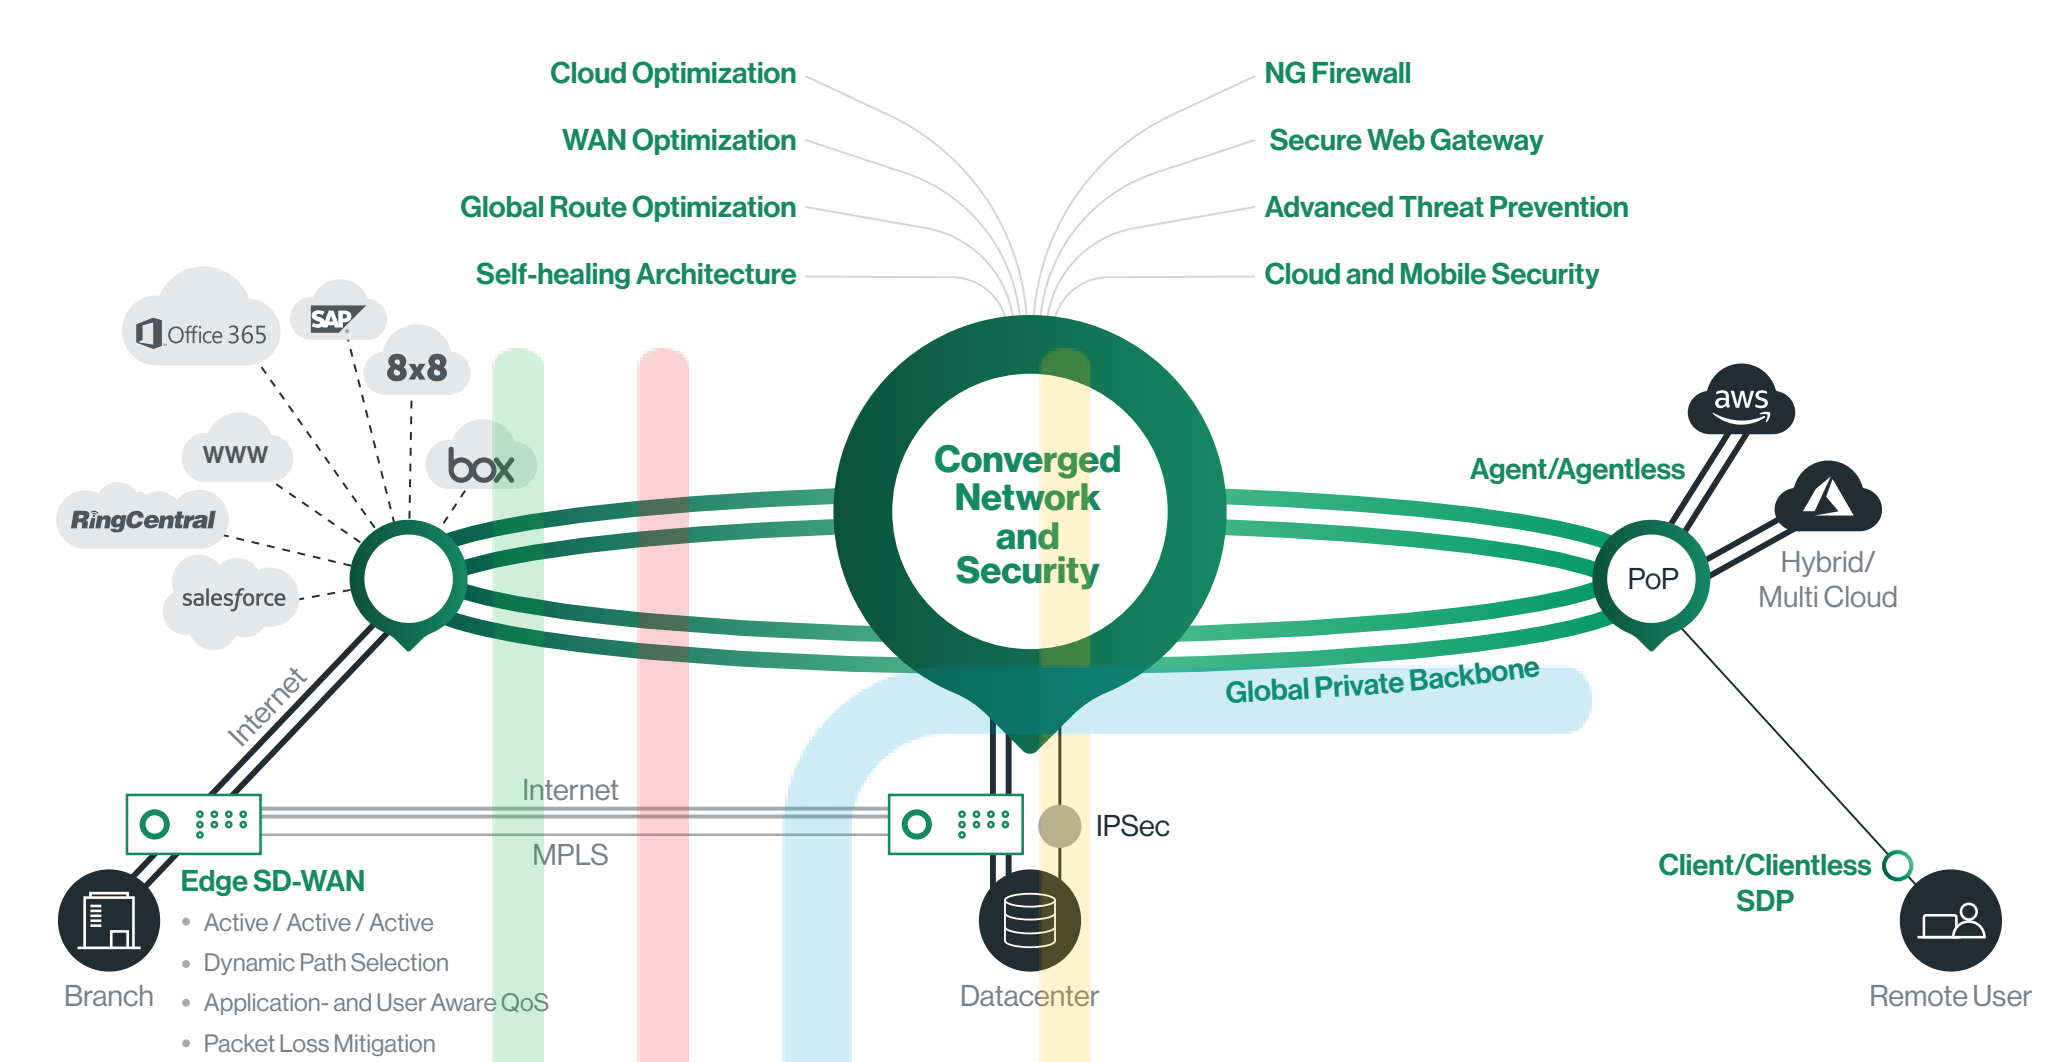 Cloud Optimization
WAN Optimization
Global Route Optimization
Self-healing Architecture
NG Firewall
Secure Web Gateway
Advanced Threat Prevention
Cloud and Mobile Security
Office 365
SAP
8x8
www
box
RingCentral
salesforce
Converged
Network
and
Security
Agent/Agentless
aws
PoP
Hybrid/
Multi Cloud
Global Private Backbone
Internet
Internet
MPLS
IPSec
Edge SD-WAN
• Active / Active / Active
• Dynamic Path Selection
• Application- and User Aware QoS
• Packet Loss Mitigation
Branch
Datacenter
Client/Clientless
SDP
Remote User